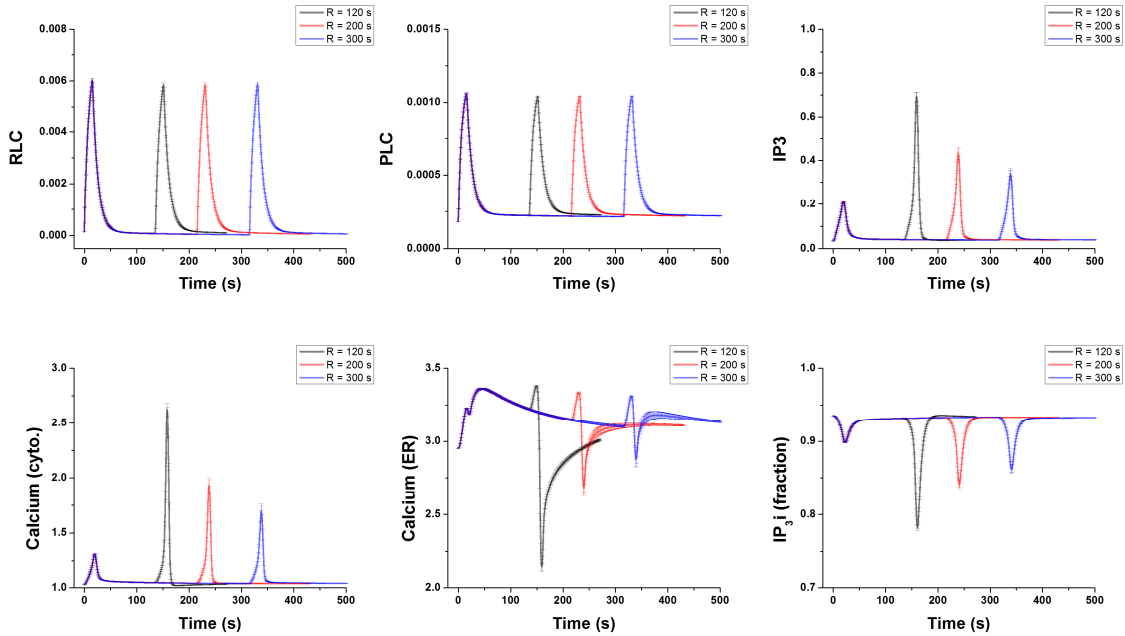 R = 120 s
R = 200 s
R = 300 s
0.008
0.006
0.004
0.002
0.000
RLC
0 100 200 300 400 500
Time (s)
R = 120 s
R = 200 s
R = 300 s
0.0015
0.0010
0.0005
0.0000
PLC
0 100 200 300 400 500
Time (s)
R = 120 s
R = 200 s
R = 300 s
1.0
0.8
0.6
0.4
0.2
0.0
IP3
0 100 200 300 400 500
Time (s)
R = 120 s
R = 200 s
R = 300 s
3.0
2.5
2.0
1.5
1.0
Calcium (cyto.)
0 100 200 300 400 500
Time (s)
R = 120 s
R = 200 s
R = 300 s
3.5
3.0
2.5
2.0
Calcium (ER)
0 100 200 300 400 500
Time (s)
R = 120 s
R = 200 s
R = 300 s
1.0
0.9
0.8
0.7
IP₃i (fraction)
0 100 200 300 400 500
Time (s)